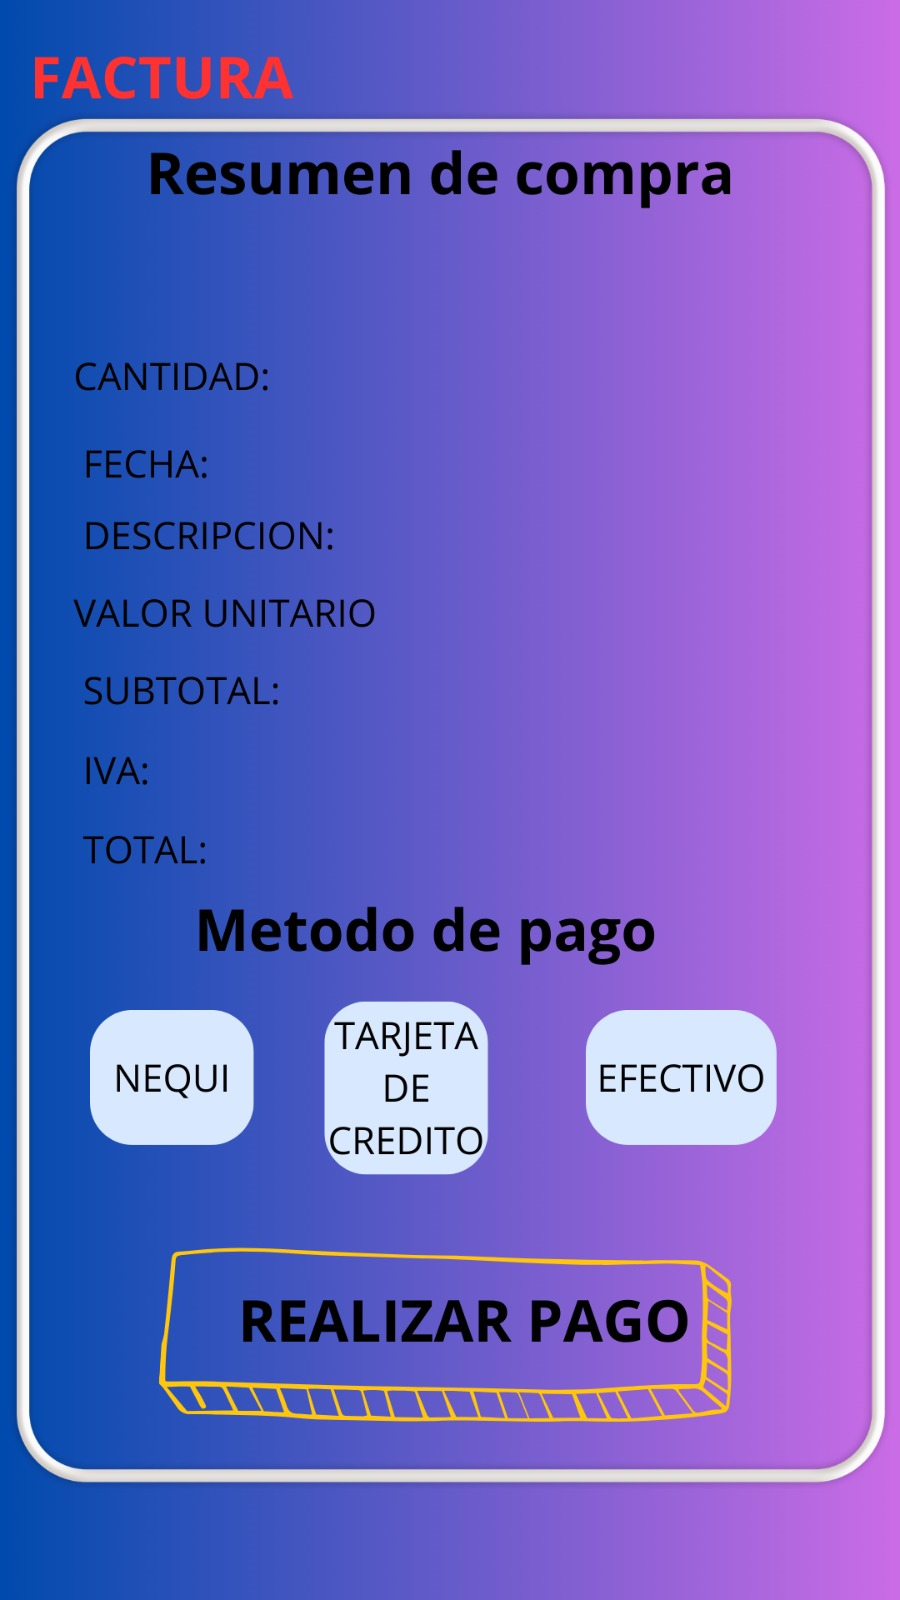 FACTURA
Resumen de compra
CANTIDAD:
FECHA:
DESCRIPCION:
VALOR UNITARIO
SUBTOTAL:
IVA:
TOTAL:
Metodo de pago
NEQUI
TARJETA
DE
CREDITO
EFECTIVO
REALIZAR PAGO